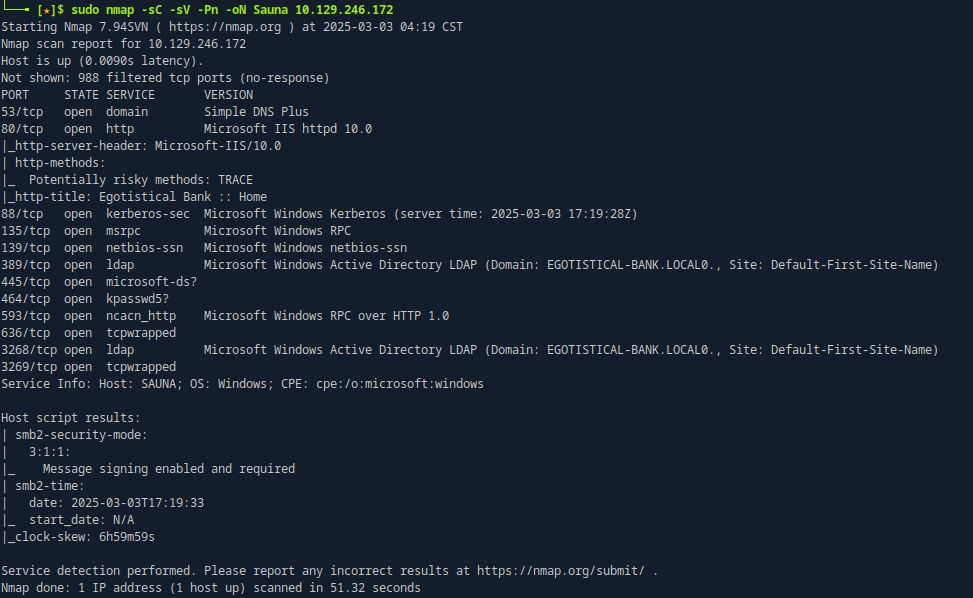 └──╼ [★]$ sudo nmap -sC -sV -Pn -oN Sauna 10.129.246.172
Starting Nmap 7.94SVN ( https://nmap.org ) at 2025-03-03 04:19 CST
Nmap scan report for 10.129.246.172
Host is up (0.0090s latency).
Not shown: 988 filtered tcp ports (no-response)
PORT     STATE SERVICE       VERSION
53/tcp   open  domain        Simple DNS Plus
80/tcp   open  http          Microsoft IIS httpd 10.0
|_http-server-header: Microsoft-IIS/10.0
| http-methods:
|_  Potentially risky methods: TRACE
|_http-title: Egotistical Bank :: Home
88/tcp   open  kerberos-sec  Microsoft Windows Kerberos (server time: 2025-03-03 17:19:28Z)
135/tcp  open  msrpc         Microsoft Windows RPC
139/tcp  open  netbios-ssn   Microsoft Windows netbios-ssn
389/tcp  open  ldap          Microsoft Windows Active Directory LDAP (Domain: EGOTISTICAL-BANK.LOCAL0., Site: Default-First-Site-Name)
445/tcp  open  microsoft-ds?
464/tcp  open  kpasswd5?
593/tcp  open  ncacn_http    Microsoft Windows RPC over HTTP 1.0
636/tcp  open  tcpwrapped
3268/tcp open  ldap          Microsoft Windows Active Directory LDAP (Domain: EGOTISTICAL-BANK.LOCAL0., Site: Default-First-Site-Name)
3269/tcp open  tcpwrapped
Service Info: Host: SAUNA; OS: Windows; CPE: cpe:/o:microsoft:windows

Host script results:
| smb2-security-mode:
|   3:1:1:
|_    Message signing enabled and required
| smb2-time:
|   date: 2025-03-03T17:19:33
|_  start_date: N/A
|_clock-skew: 6h59m59s

Service detection performed. Please report any incorrect results at https://nmap.org/submit/ .
Nmap done: 1 IP address (1 host up) scanned in 51.32 seconds